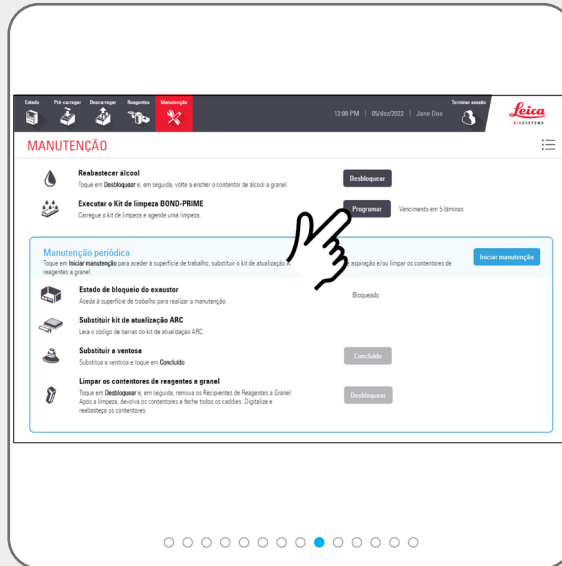 Estado Pré-carregar Descarregar Reagentes Manutenção
12:00 PM | 05/dez/2022 | Jane Doe
Terminar sessão
Leica
BIOSYSTEMS
MANUTENÇÃO
Reabastecer álcool
Toque em Desbloquear e, em seguida, volte a encher o contentor de álcool a granel.
Desbloquear
Executar o Kit de limpeza BOND-PRIME
Carregue o kit de limpeza e agende uma limpeza.
Programar
Vencimento em 5 lâminas
Manutenção periódica
Toque em Iniciar manutenção para aceder à superfície de trabalho, substituir o kit de atualização A
e aspiração e/ou limpar os contentores de
reagentes a granel.
Iniciar manutenção
Estado de bloqueio do exaustor
Aceda à superfície de trabalho para realizar a manutenção.
Bloqueado
Substituir kit de atualização ARC
Leia o código de barras do kit de atualização ARC.
Substituir a ventosa
Substitua a ventosa e toque em Concluído
Concluído
Limpar os contentores de reagentes a granel
Toque em Desbloquear e, em seguida, remova os Recipientes de Reagentes a Granel.
Após a limpeza, devolva os contentores e feche todos os caddies. Digitalize e
reabasteça os contentores.
Desbloquear